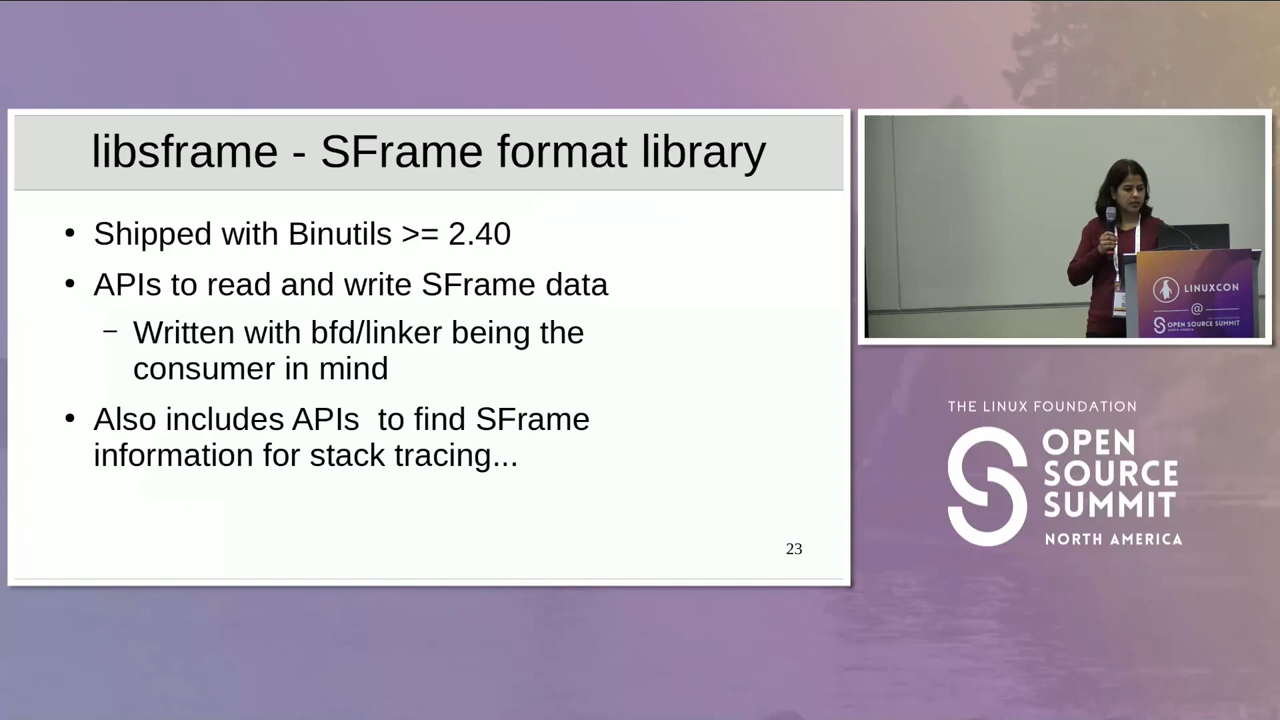 libsframe - SFrame format library
• Shipped with Binutils >= 2.40
• APIs to read and write SFrame data
– Written with bfd/linker being the
consumer in mind
• Also includes APIs  to find SFrame
information for stack tracing...
23
LINUXCON
@
OPEN SOURCE SUMMIT
NORTH AMERICA
THE LINUX FOUNDATION
OPEN
SOURCE
SUMMIT
NORTH AMERICA